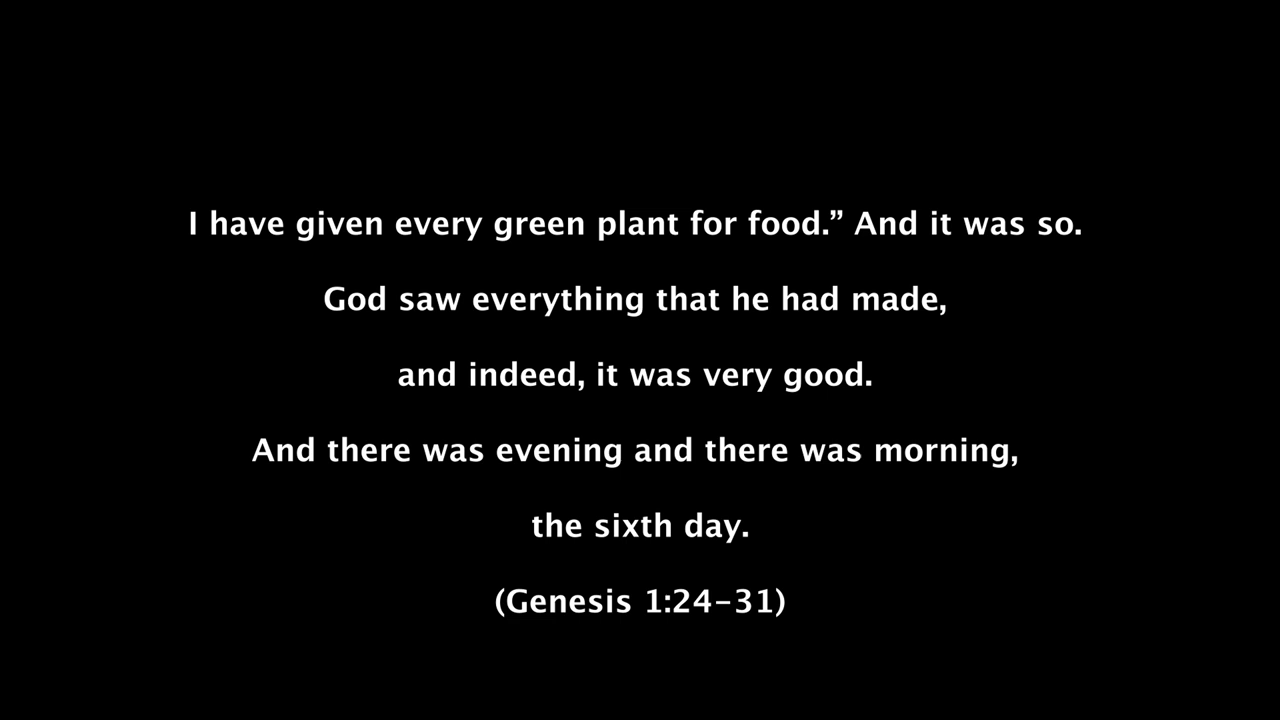 I have given every green plant for food.” And it was so.
God saw everything that he had made,
and indeed, it was very good.
And there was evening and there was morning,
the sixth day.
(Genesis 1:24–31)